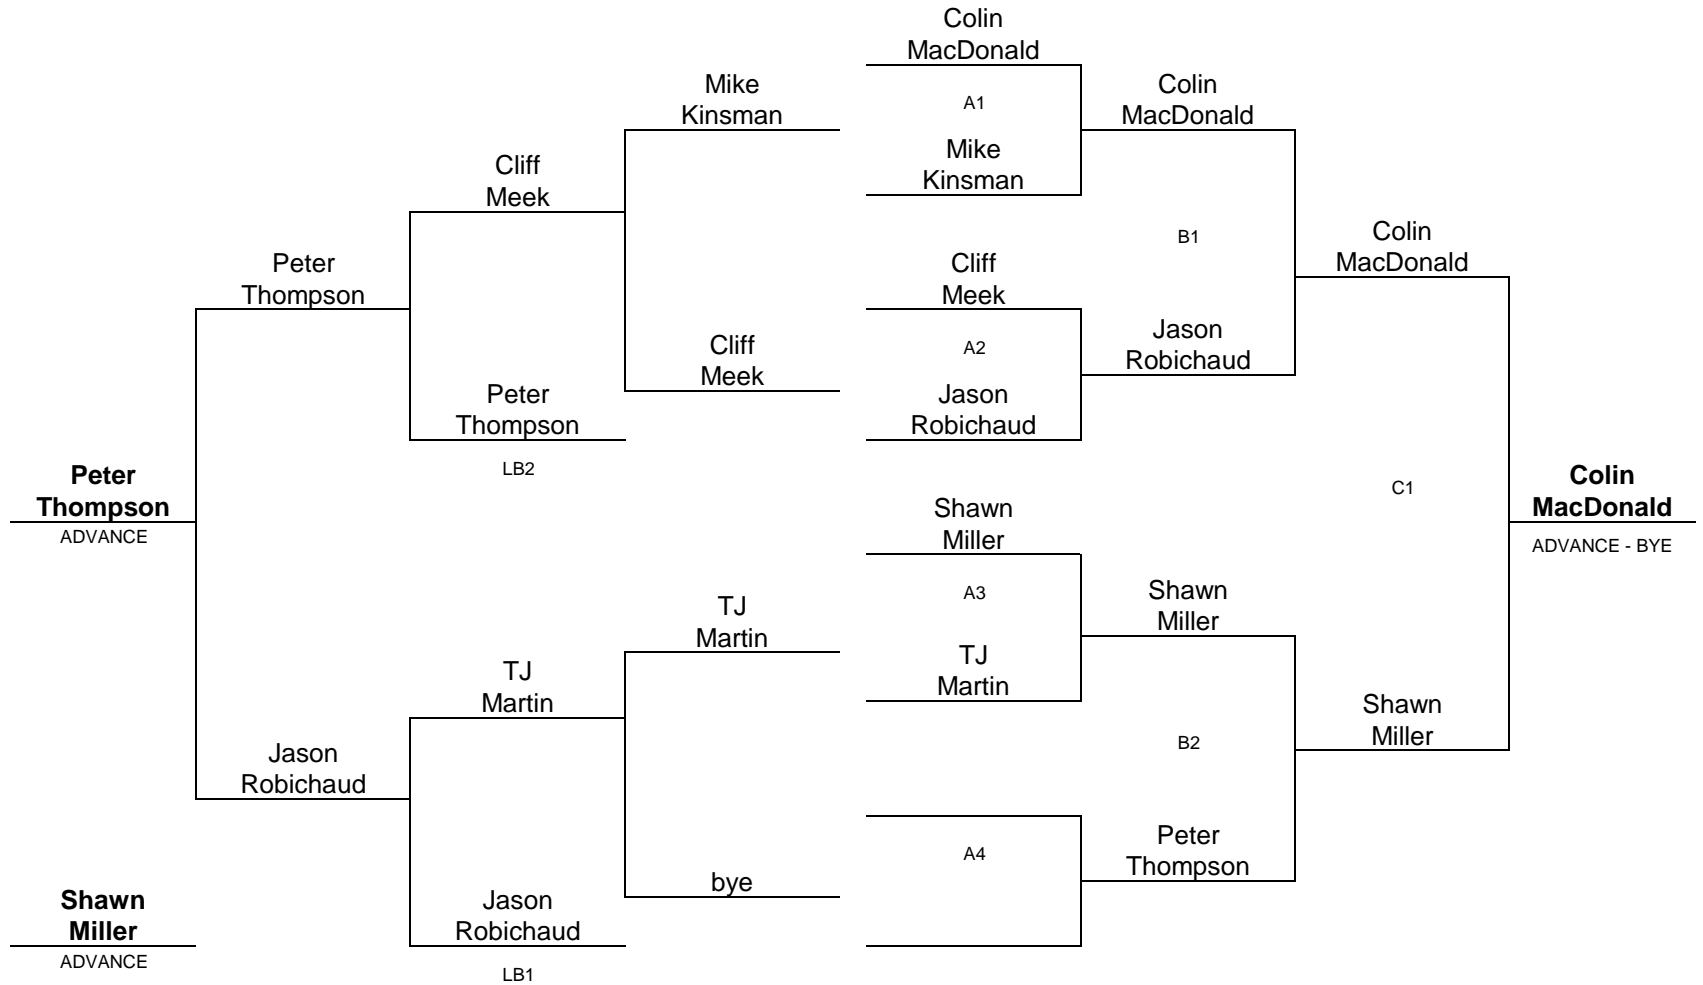 Colin
MacDonald
Mike
Kinsman
A1
Colin
MacDonald
Cliff
Meek
Mike
Kinsman
Peter
Thompson
Cliff
Meek
B1
Colin
MacDonald
Cliff
Meek
A2
Jason
Robichaud
Peter
Thompson
Jason
Robichaud
LB2
Peter
Thompson
ADVANCE
C1
Colin
MacDonald
ADVANCE - BYE
Shawn
Miller
A3
Shawn
Miller
TJ
Martin
TJ
Martin
TJ
Martin
Jason
Robichaud
B2
Shawn
Miller
A4
Peter
Thompson
bye
Shawn
Miller
ADVANCE
Jason
Robichaud
LB1